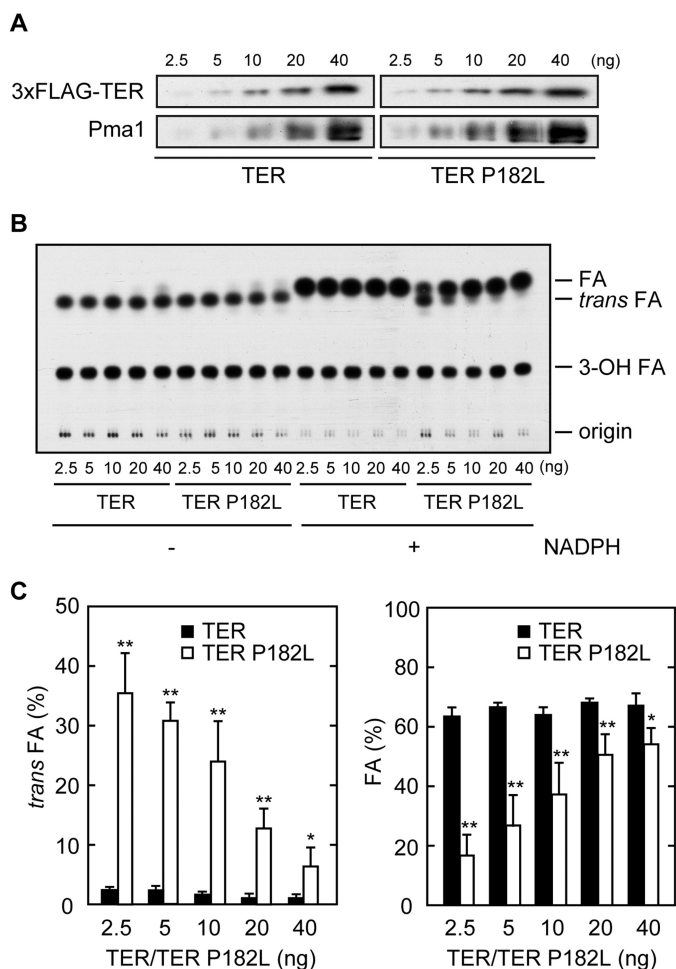 A
2.5 5 10 20 40 2.5 5 10 20 40 (ng)
3xFLAG-TER
Pma1
TER TER P182L
B
FA
trans FA
3-OH FA
origin
2.5 5 10 20 40 2.5 5 10 20 40 2.5 5 10 20 40 2.5 5 10 20 40 (ng)
TER TER P182L TER TER P182L
- + NADPH
C
50
40
30
20
10
0
trans FA (%)
TER
TER P182L
** ** ** ** *
2.5 5 10 20 40
TER/TER P182L (ng)
100
80
60
40
20
0
FA (%)
TER
TER P182L
** ** ** ** *
2.5 5 10 20 40
TER/TER P182L (ng)